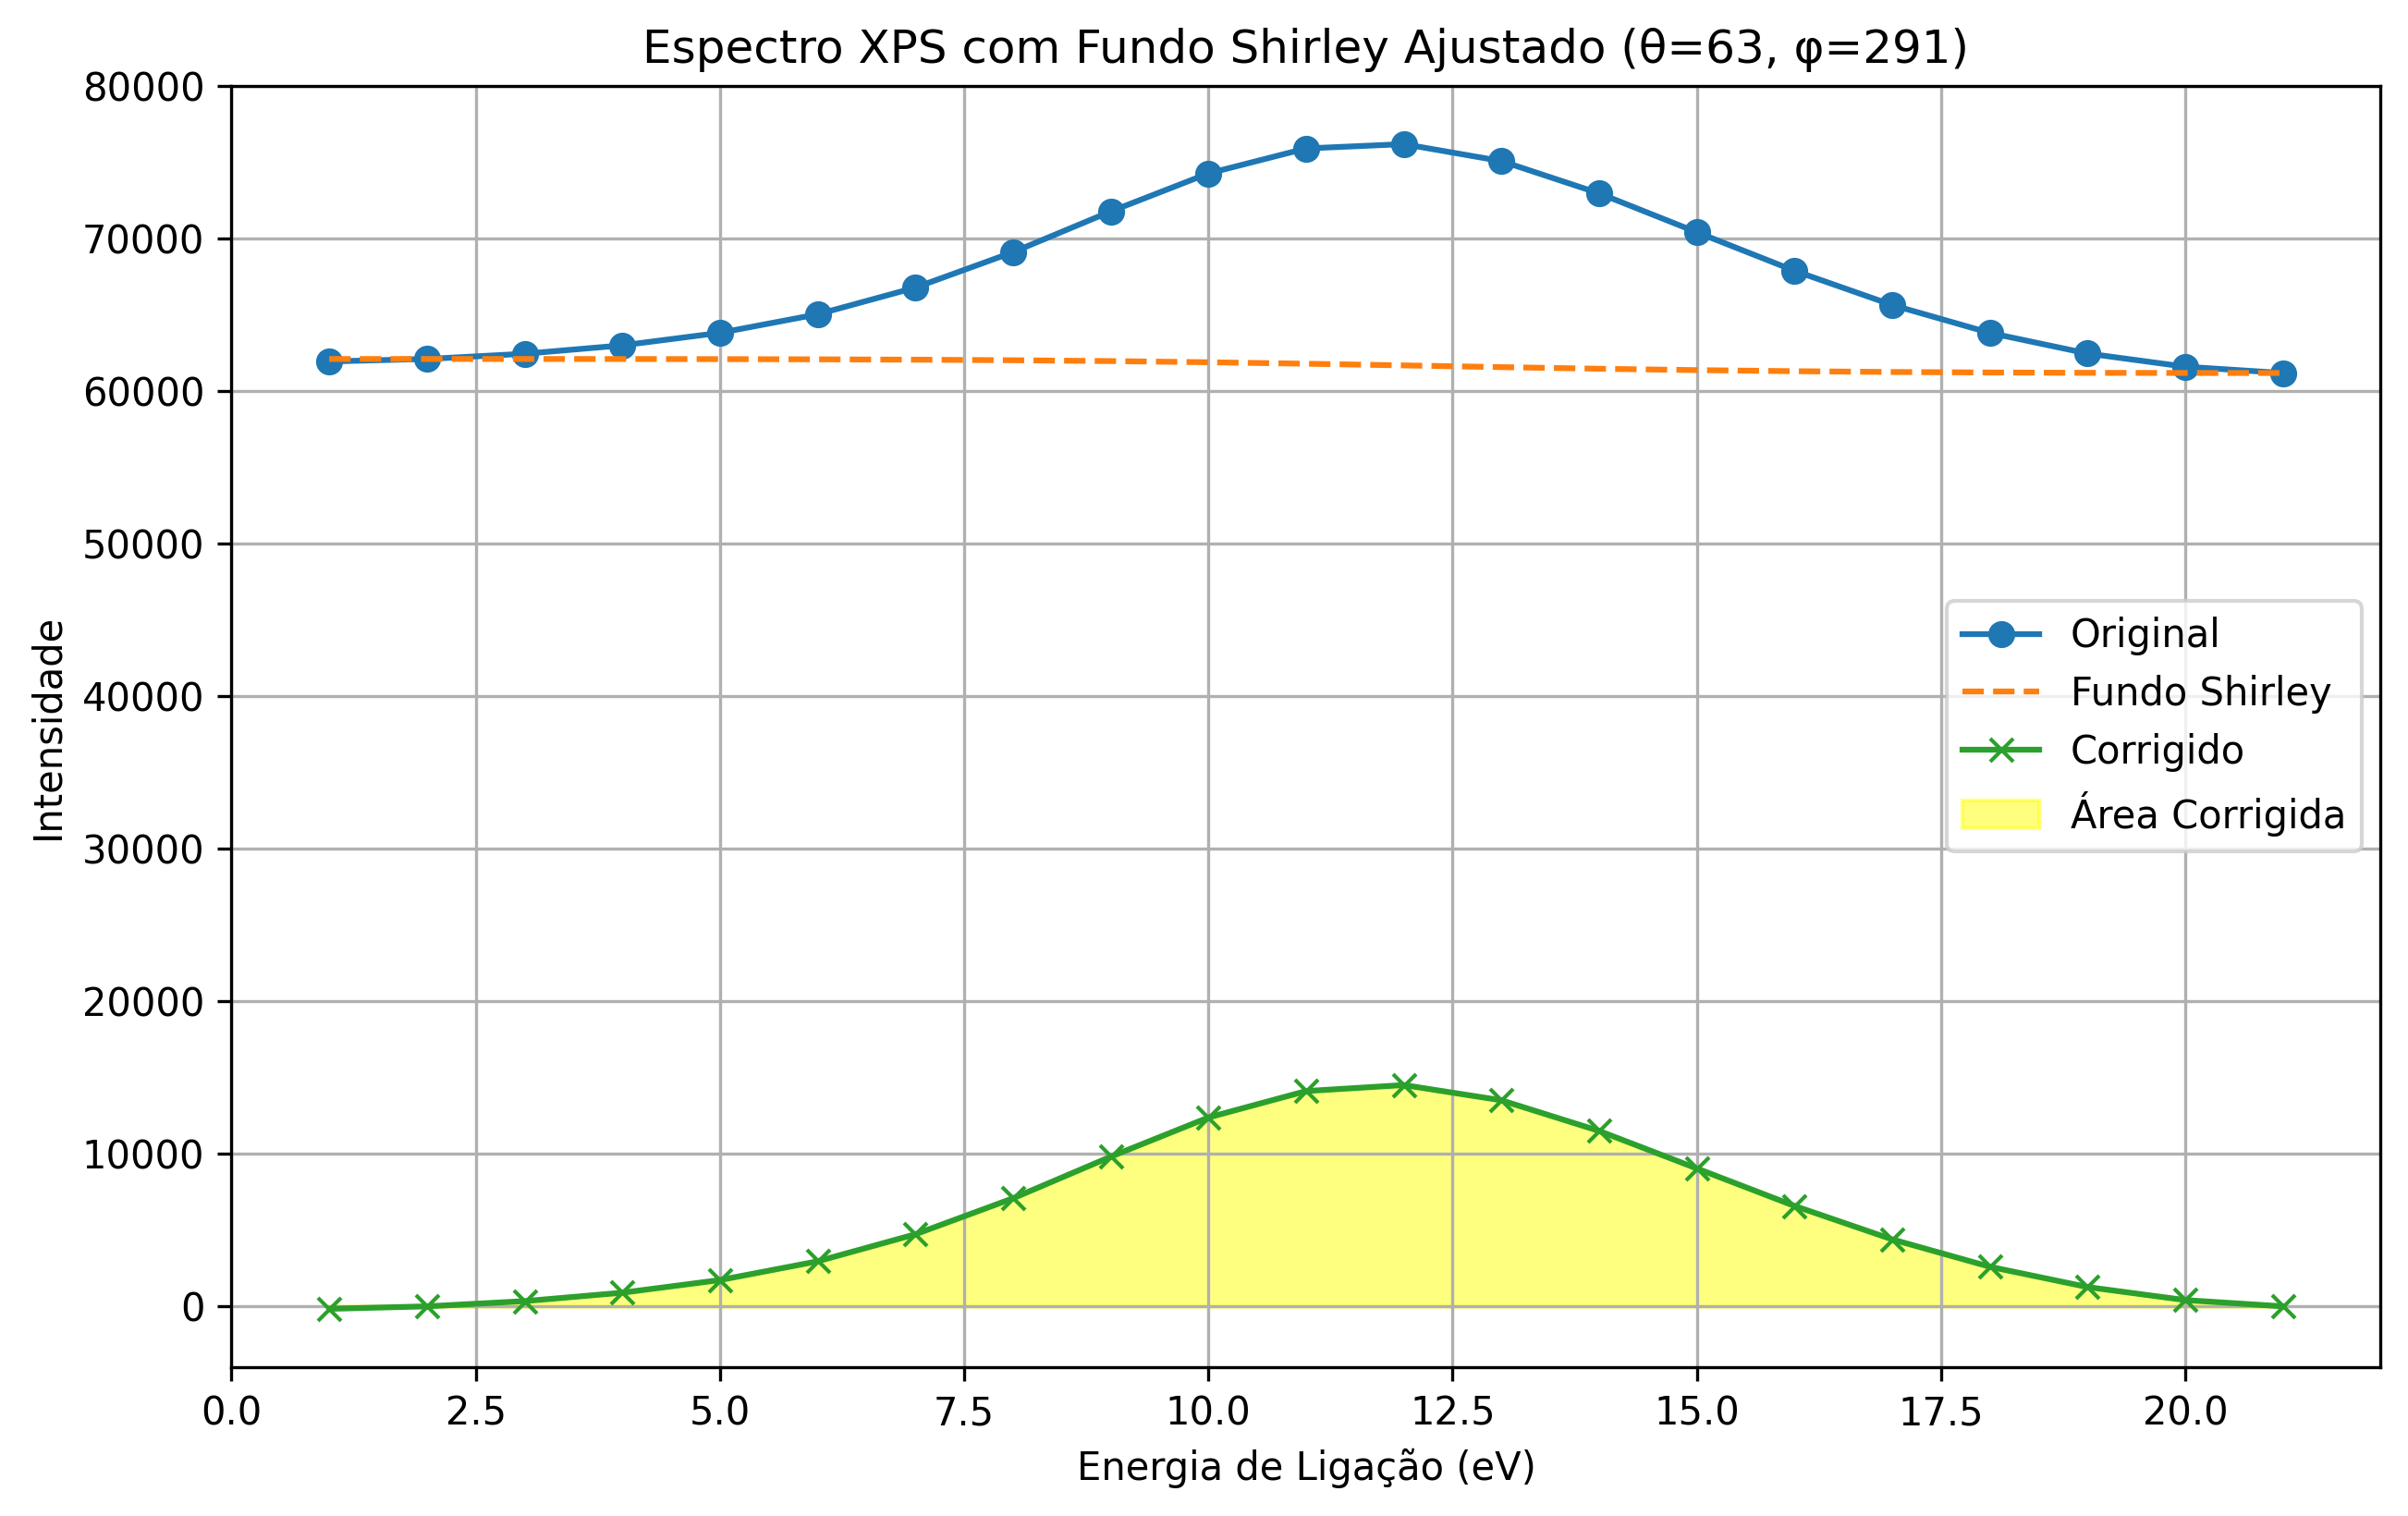 Espectro XPS com Fundo Shirley Ajustado (θ=63, φ=291)
80000
70000
60000
50000
40000
30000
20000
10000
0
Intensidade
Original
Fundo Shirley
Corrigido
Área Corrigida
0.0 2.5 5.0 7.5 10.0 12.5 15.0 17.5 20.0
Energia de Ligação (eV)